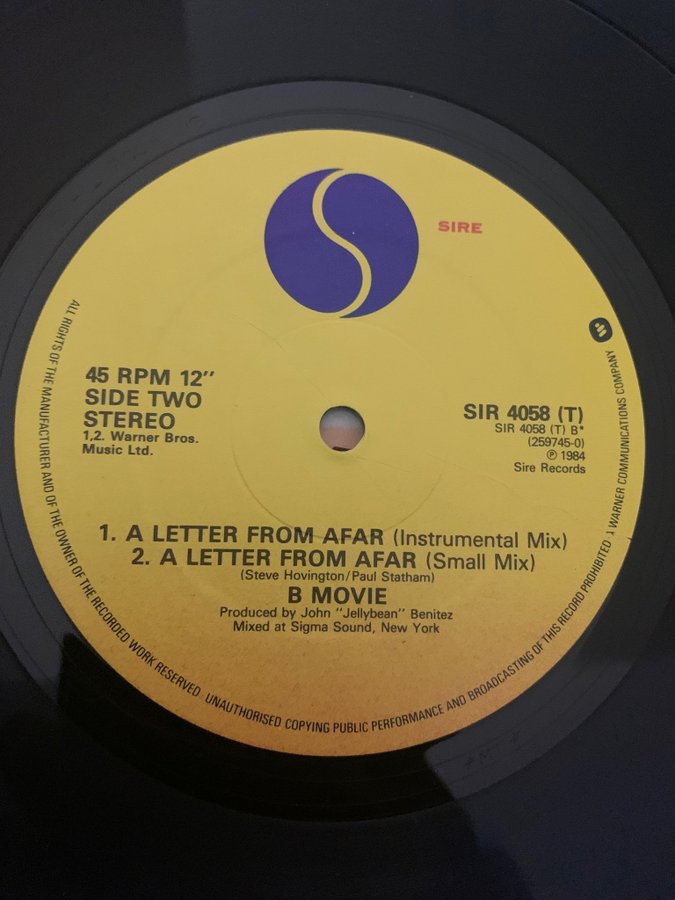 SIRE
45 RPM 12"
SIDE TWO
STEREO
1,2. Warner Bros.
Music Ltd.
SIR 4058 (T)
SIR 4058 (T) B*
(259745-0)
℗ 1984
Sire Records
1. A LETTER FROM AFAR (Instrumental Mix)
2. A LETTER FROM AFAR (Small Mix)
(Steve Hovington/Paul Statham)
B MOVIE
Produced by John "Jellybean" Benitez
Mixed at Sigma Sound, New York
ALL RIGHTS OF THE MANUFACTURER AND OF THE OWNER OF THE RECORDED WORK RESERVED. UNAUTHORISED COPYING PUBLIC PERFORMANCE AND BROADCASTING OF THIS RECORD PROHIBITED. A WARNER COMMUNICATIONS COMPANY